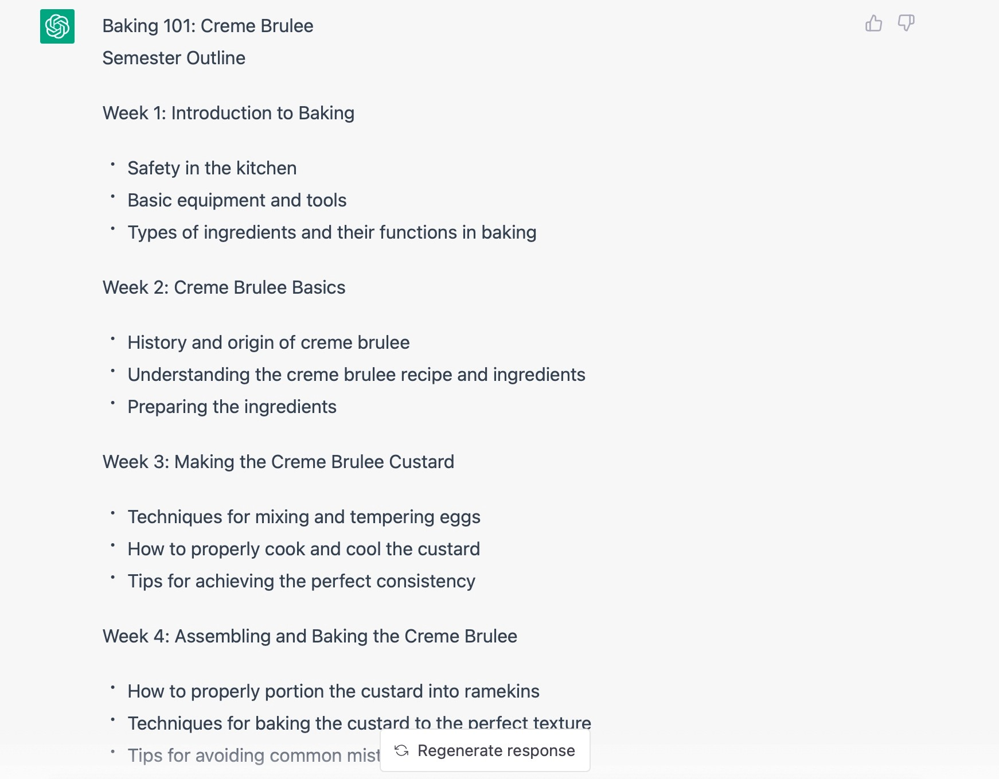 Baking 101: Creme Brulee
Semester Outline
Week 1: Introduction to Baking
• Safety in the kitchen
• Basic equipment and tools
• Types of ingredients and their functions in baking
Week 2: Creme Brulee Basics
• History and origin of creme brulee
• Understanding the creme brulee recipe and ingredients
• Preparing the ingredients
Week 3: Making the Creme Brulee Custard
• Techniques for mixing and tempering eggs
• How to properly cook and cool the custard
• Tips for achieving the perfect consistency
Week 4: Assembling and Baking the Creme Brulee
• How to properly portion the custard into ramekins
• Techniques for baking the custard to the perfect texture
• Tips for avoiding common
Regenerate response